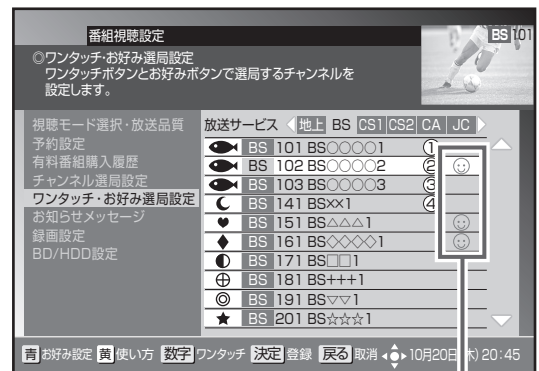 番組視聴設定
BS 101
◎ワンタッチ・お好み選局設定
ワンタッチボタンとお好みボタンで選局するチャンネルを
設定します。
視聴モード選択・放送品質
予約設定
有料番組購入履歴
チャンネル選局設定
ワンタッチ・お好み選局設定
お知らせメッセージ
録画設定
BD/HDD設定
放送サービス 地上 BS CS1 CS2 CA JC
BS 101 BS○○○○1 ①
BS 102 BS○○○○2 ②
BS 103 BS○○○○3 ③
BS 141 BS××1 ④
BS 151 BS△△△1
BS 161 BS◇◇◇◇1
BS 171 BS□□1
BS 181 BS+++1
BS 191 BS▽▽1
BS 201 BS☆☆☆1
青 お好み設定 黄 使い方 数字 ワンタッチ 決定 登録 戻る 取消 10月20日(木) 20:45